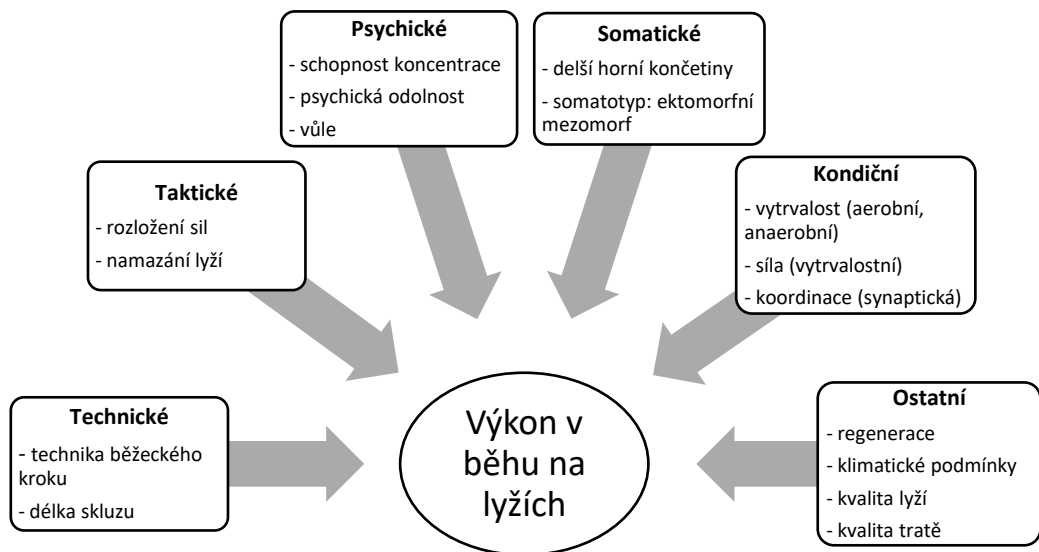 Psychické
- schopnost koncentrace
- psychická odolnost
- vůle
Somatické
- delší horní končetiny
- somatotyp: ektomorfní
mezomorf
Taktické
- rozložení sil
- namazání lyží
Kondiční
- vytrvalost (aerobní,
anaerobní)
- síla (vytrvalostní)
- koordinace (synaptická)
Technické
- technika běžeckého
kroku
- délka skluzu
Výkon v
běhu na
lyžích
Ostatní
- regenerace
- klimatické podmínky
- kvalita lyží
- kvalita tratě